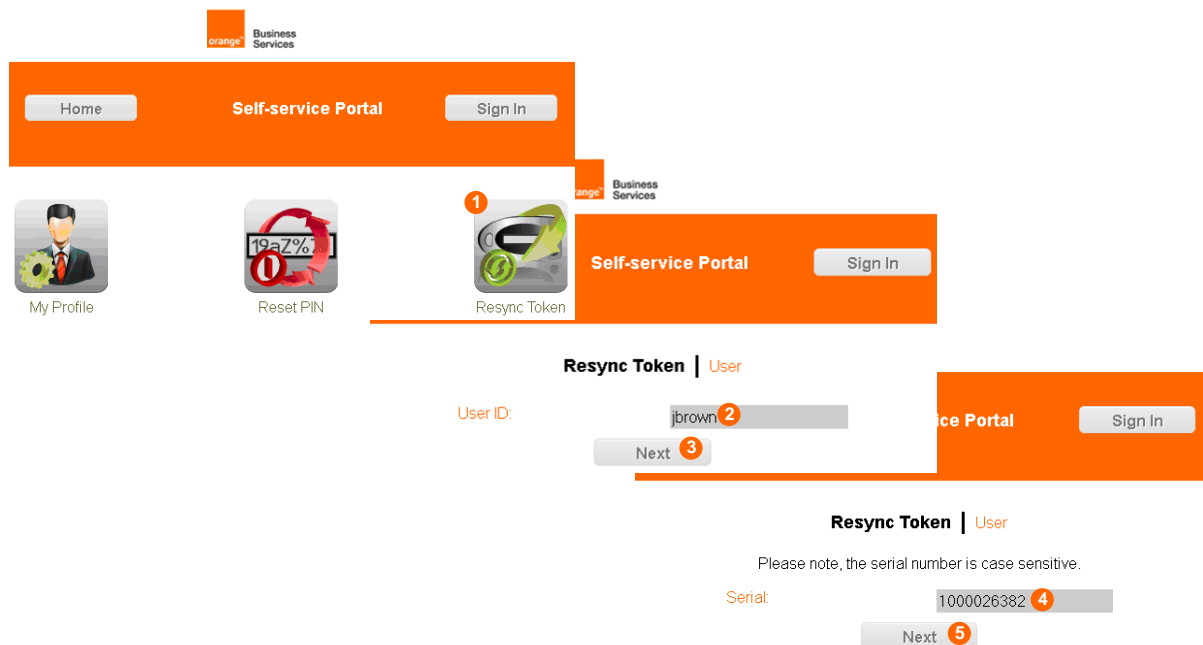 orange™ Business
Services
Home Self-service Portal Sign In
1
19aZ%
My Profile Reset PIN Resync Token
ange™ Business
Services
Self-service Portal Sign In
Resync Token | User
User ID: jbrown 2
Next 3
ice Portal Sign In
Resync Token | User
Please note, the serial number is case sensitive.
Serial: 1000026382 4
Next 5